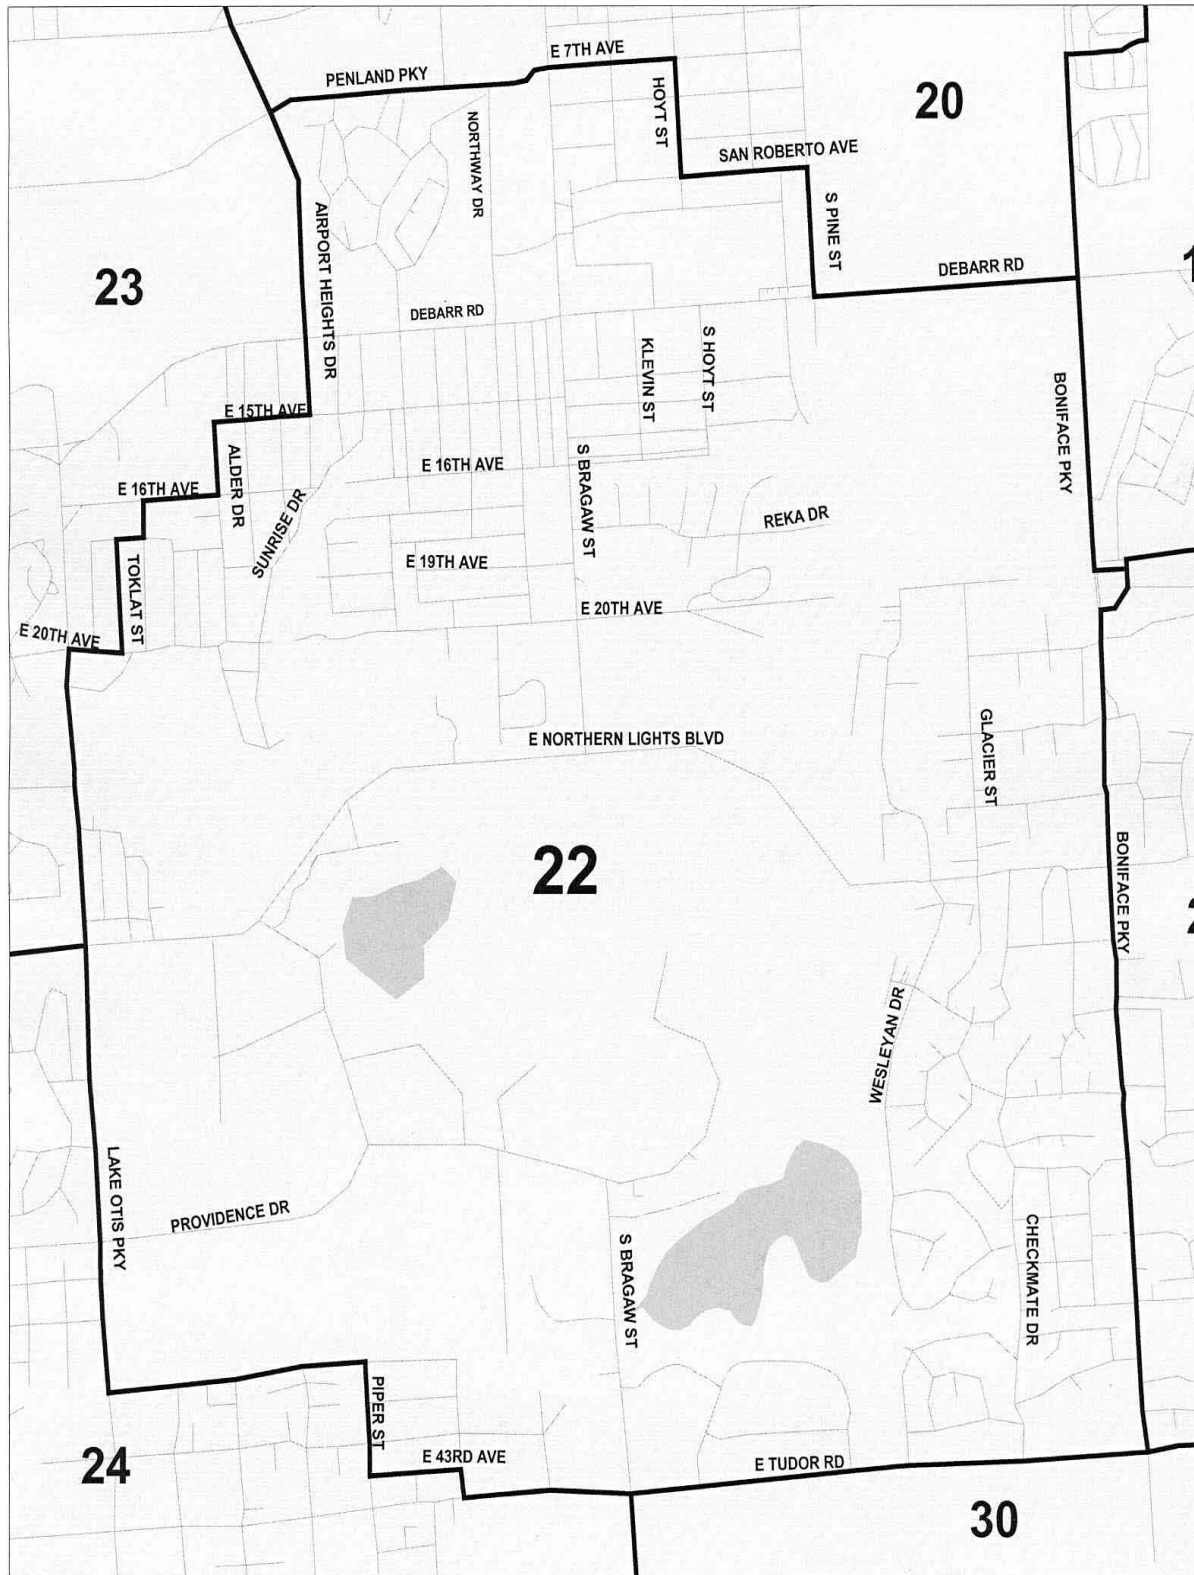 E 7TH AVE
PENLAND PKY
HOYT ST
20
NORTHWAY DR
SAN ROBERTO AVE
S PINE ST
AIRPORT HEIGHTS DR
23
DEBARR RD
1
DEBARR RD
S HOYT ST
KLEVIN ST
BONIFACE PKY
E 15TH AVE
ALDER DR
E 16TH AVE
S BRAGAW ST
E 16TH AVE
SUNRISE DR
REKA DR
E 19TH AVE
TOKLAT ST
E 20TH AVE
E 20TH AVE
GLACIER ST
E NORTHERN LIGHTS BLVD
22
BONIFACE PKY
2
WESLEYAN DR
LAKE OTIS PKY
PROVIDENCE DR
CHECKMATE DR
S BRAGAW ST
PIPER ST
24
E 43RD AVE
E TUDOR RD
30